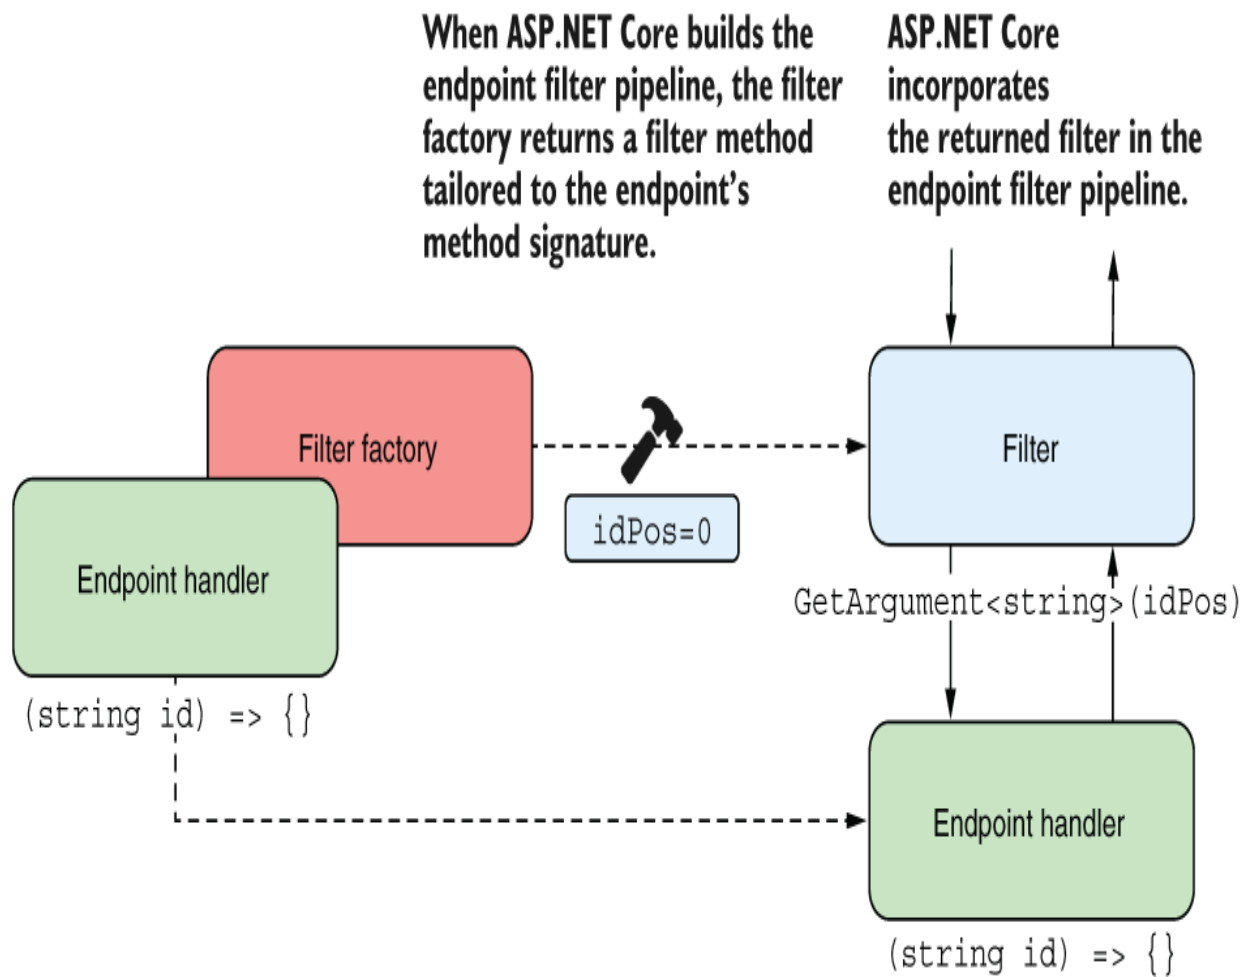 When ASP.NET Core builds the
endpoint filter pipeline, the filter
factory returns a filter method
tailored to the endpoint’s
method signature.
ASP.NET Core
incorporates
the returned filter in the
endpoint filter pipeline.
Filter factory
Filter
idPos=0
Endpoint handler
GetArgument<string>(idPos)
(string id) => {}
Endpoint handler
(string id) => {}